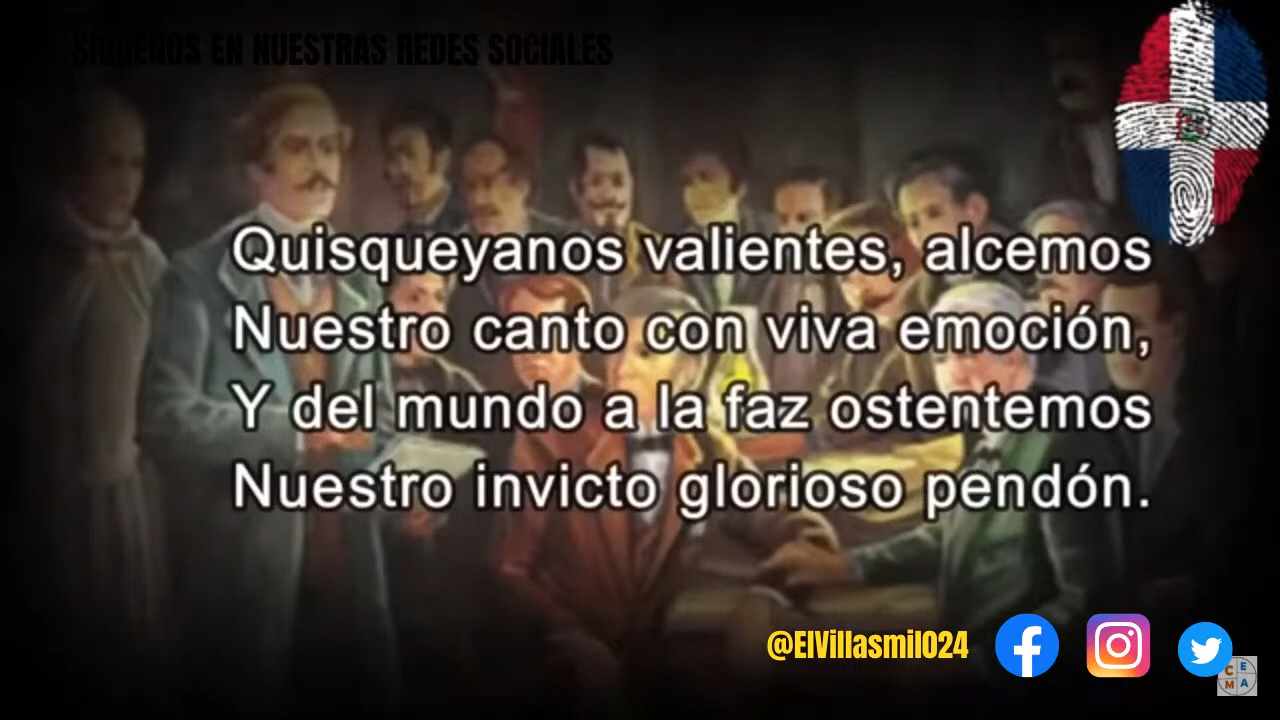 SÍGUENOS EN NUESTRAS REDES SOCIALES
Quisqueyanos valientes, alcemos
Nuestro canto con viva emoción,
Y del mundo a la faz ostentemos
Nuestro invicto glorioso pendón.
@ElVillasmil024
C E
M A